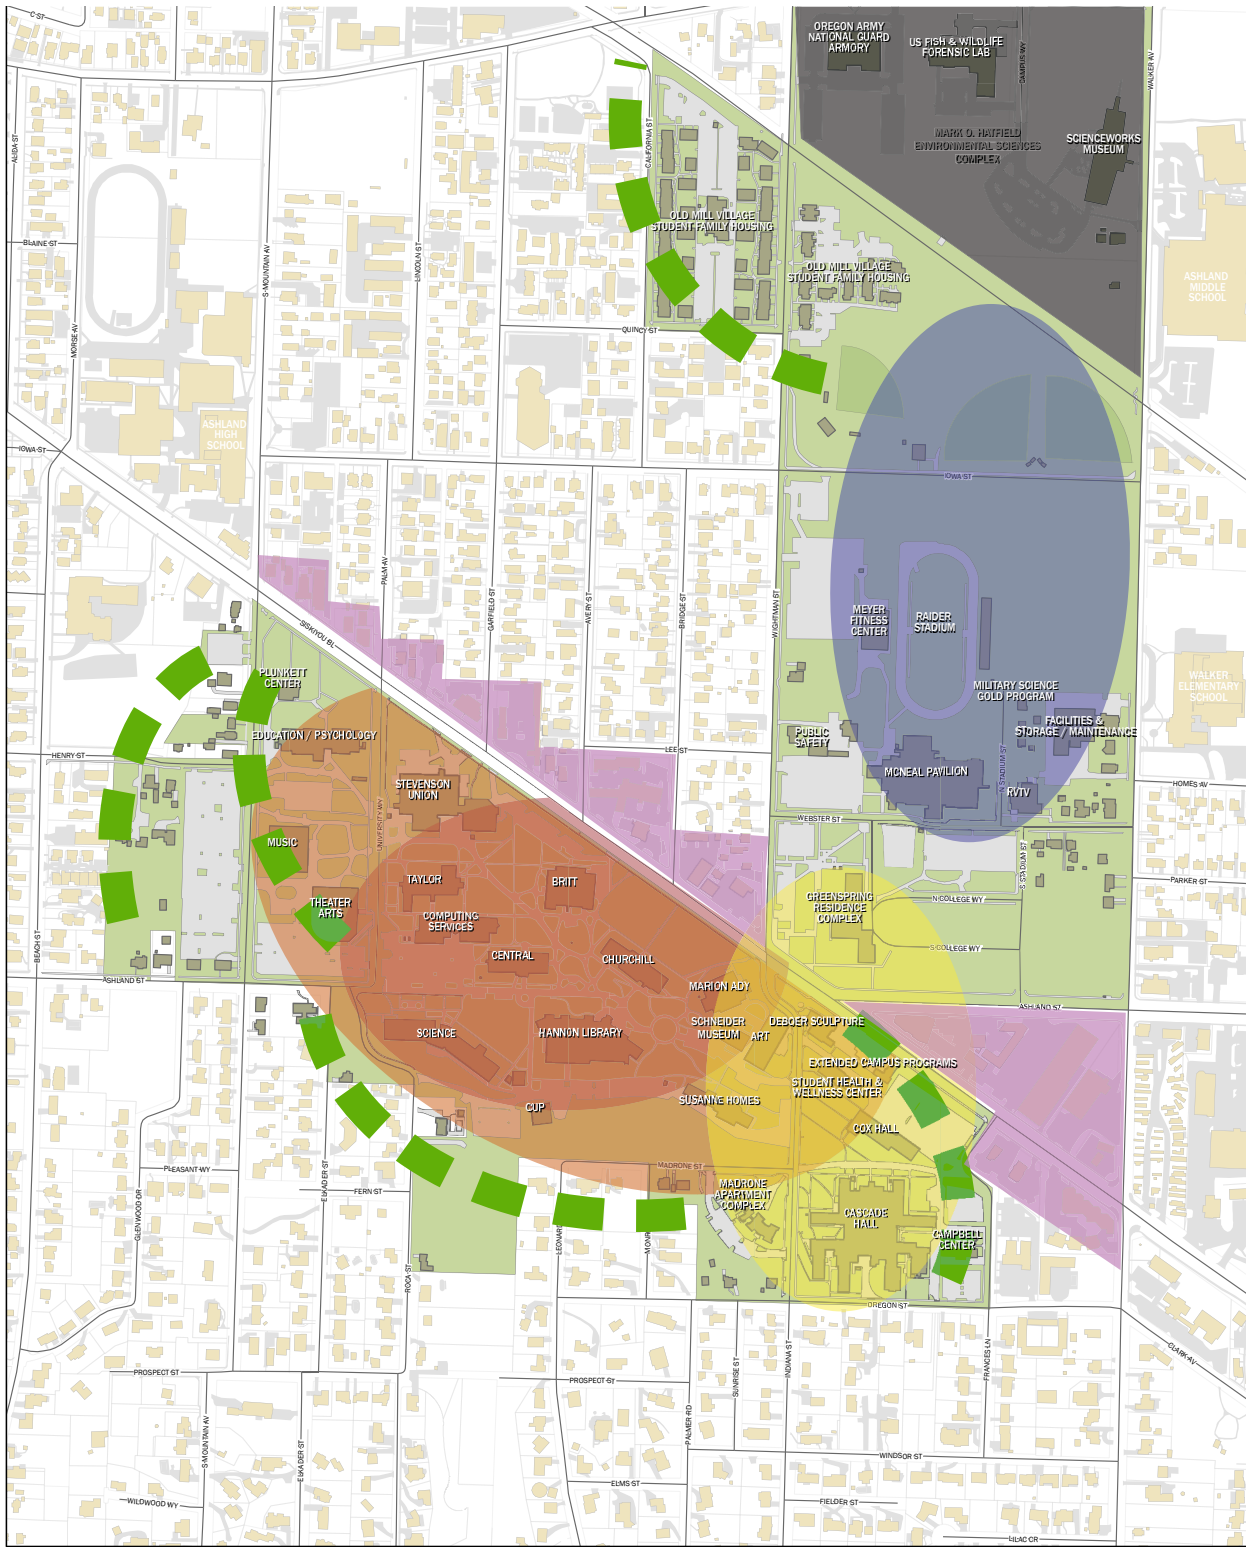 C ST
OREGON ARMY
NATIONAL GUARD
ARMORY
US FISH & WILDLIFE
FORENSIC LAB
CAMPUS WY
WALKER AV
MARK O. HATFIELD
ENVIRONMENTAL SCIENCES
COMPLEX
SCIENCEWORKS
MUSEUM
ALIDA ST
CALIFORNIA ST
OLD MILL VILLAGE
STUDENT FAMILY HOUSING
OLD MILL VILLAGE
STUDENT FAMILY HOUSING
BLAINE ST
S MOUNTAIN AV
LINCOLN ST
ASHLAND
MIDDLE
SCHOOL
MORSE AV
QUINCY ST
ASHLAND
HIGH
SCHOOL
IOWA ST
IOWA ST
PALM AV
GARFIELD ST
AVERY ST
BRIDGE ST
WIGHTMAN ST
SISKIYOU BL
MEYER
FITNESS
CENTER
RAIDER
STADIUM
PLUNKETT
CENTER
MILITARY SCIENCE
GOLD PROGRAM
WALKER
ELEMENTARY
SCHOOL
EDUCATION / PSYCHOLOGY
PUBLIC
SAFETY
FACILITIES &
STORAGE / MAINTENANCE
HENRY ST
LEE ST
N STADIUM ST
MCNEAL PAVILION
RVTV
HOMES AV
STEVENSON
UNION
UNIVERSITY WY
WEBSTER ST
MUSIC
S STADIUM ST
TAYLOR
BRITT
PARKER ST
THEATER
ARTS
GREENSPRING
RESIDENCE
COMPLEX
N COLLEGE WY
COMPUTING
SERVICES
BEACH ST
S COLLEGE WY
CENTRAL
CHURCHILL
ASHLAND ST
MARION ADY
ASHLAND ST
SCIENCE
HANNON LIBRARY
SCHNEIDER
MUSEUM
ART
DEBOER SCULPTURE
EXTENDED CAMPUS PROGRAMS
STUDENT HEALTH &
WELLNESS CENTER
CUP
SUSANNE HOMES
COX HALL
PLEASANT WY
ELKADER ST
MADRONE ST
FERN ST
MADRONE
APARTMENT
COMPLEX
GLENWOOD DR
CASCADE
HALL
CAMPBELL
CENTER
ROCA ST
OREGON ST
PROSPECT ST
PROSPECT ST
SUNRISE ST
INDIANA ST
FRANCES LN
CLARK AV
S MOUNTAIN AV
ELKADER ST
PALMER RD
WINDSOR ST
ELMS ST
WILDWOOD WY
FIELDER ST
LILAC CR